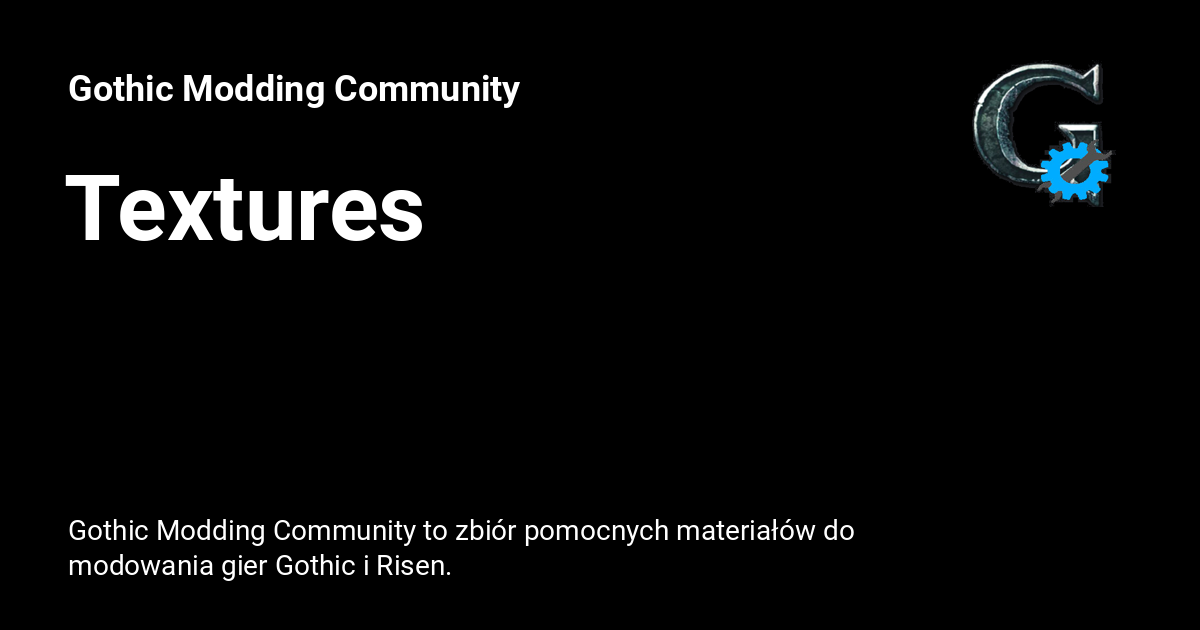 Gothic Modding Community
Textures
Gothic Modding Community to zbiór pomocnych materiałów do
modowania gier Gothic i Risen.